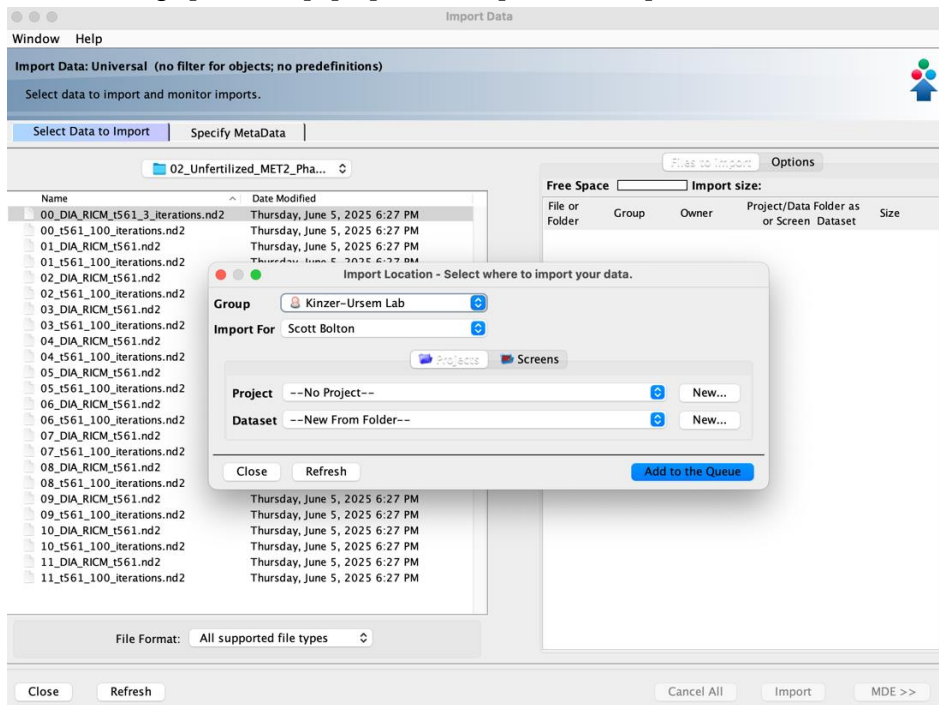 Import Data
Window Help
Import Data: Universal (no filter for objects; no predefinitions)
Select data to import and monitor imports.
Select Data to Import Specify MetaData
02_Unfertilized_MET2_Pha...
Files to Import Options
Free Space Import size:
Name Date Modified
File or Folder Group Owner Project/Data Folder as or Screen Dataset Size
00_DIA_RICM_t561_3_iterations.nd2 Thursday, June 5, 2025 6:27 PM
00_t561_100_iterations.nd2 Thursday, June 5, 2025 6:27 PM
01_DIA_RICM_t561.nd2 Thursday, June 5, 2025 6:27 PM
01_t561_100_iterations.nd2 Thursday, June 5, 2025 6:27 PM
02_DIA_RICM_t561.nd2
02_t561_100_iterations.nd2
03_DIA_RICM_t561.nd2
03_t561_100_iterations.nd2
04_DIA_RICM_t561.nd2
04_t561_100_iterations.nd2
05_DIA_RICM_t561.nd2
05_t561_100_iterations.nd2
06_DIA_RICM_t561.nd2
06_t561_100_iterations.nd2
07_DIA_RICM_t561.nd2
07_t561_100_iterations.nd2
08_DIA_RICM_t561.nd2
08_t561_100_iterations.nd2
09_DIA_RICM_t561.nd2 Thursday, June 5, 2025 6:27 PM
09_t561_100_iterations.nd2 Thursday, June 5, 2025 6:27 PM
10_DIA_RICM_t561.nd2 Thursday, June 5, 2025 6:27 PM
10_t561_100_iterations.nd2 Thursday, June 5, 2025 6:27 PM
11_DIA_RICM_t561.nd2 Thursday, June 5, 2025 6:27 PM
11_t561_100_iterations.nd2 Thursday, June 5, 2025 6:27 PM
Import Location - Select where to import your data.
Group Kinzer-Ursem Lab
Import For Scott Bolton
Projects Screens
Project --No Project-- New...
Dataset --New From Folder-- New...
Close Refresh Add to the Queue
File Format: All supported file types
Close Refresh Cancel All Import MDE >>